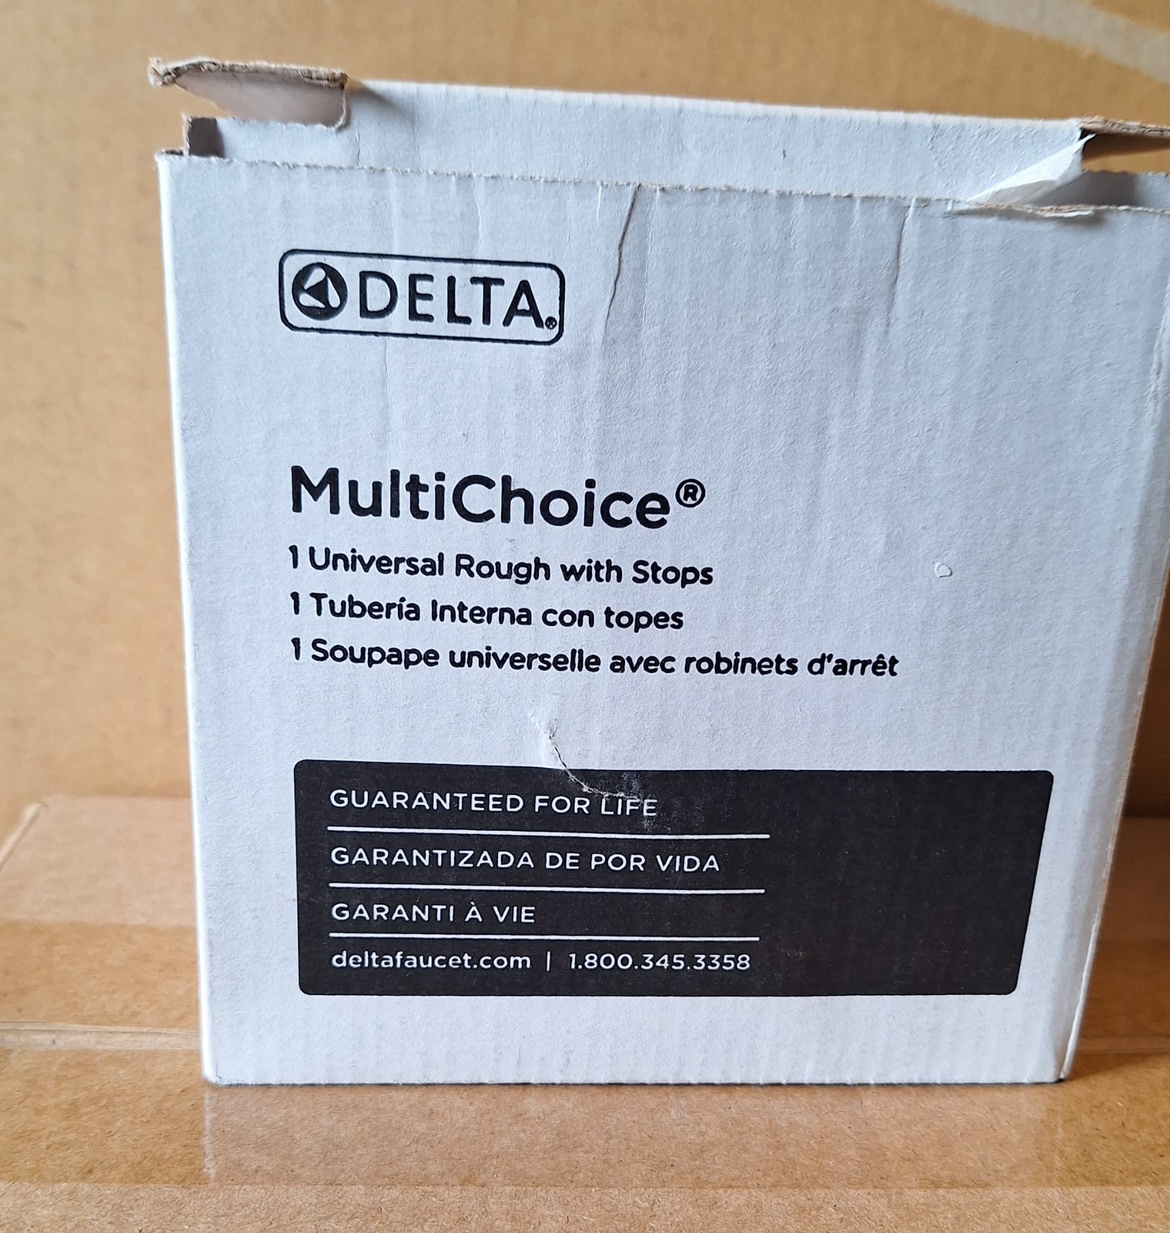 DELTA®
MultiChoice®
1 Universal Rough with Stops
1 Tubería Interna con topes
1 Soupape universelle avec robinets d'arrêt
GUARANTEED FOR LIFE
GARANTIZADA DE POR VIDA
GARANTI À VIE
deltafaucet.com | 1.800.345.3358